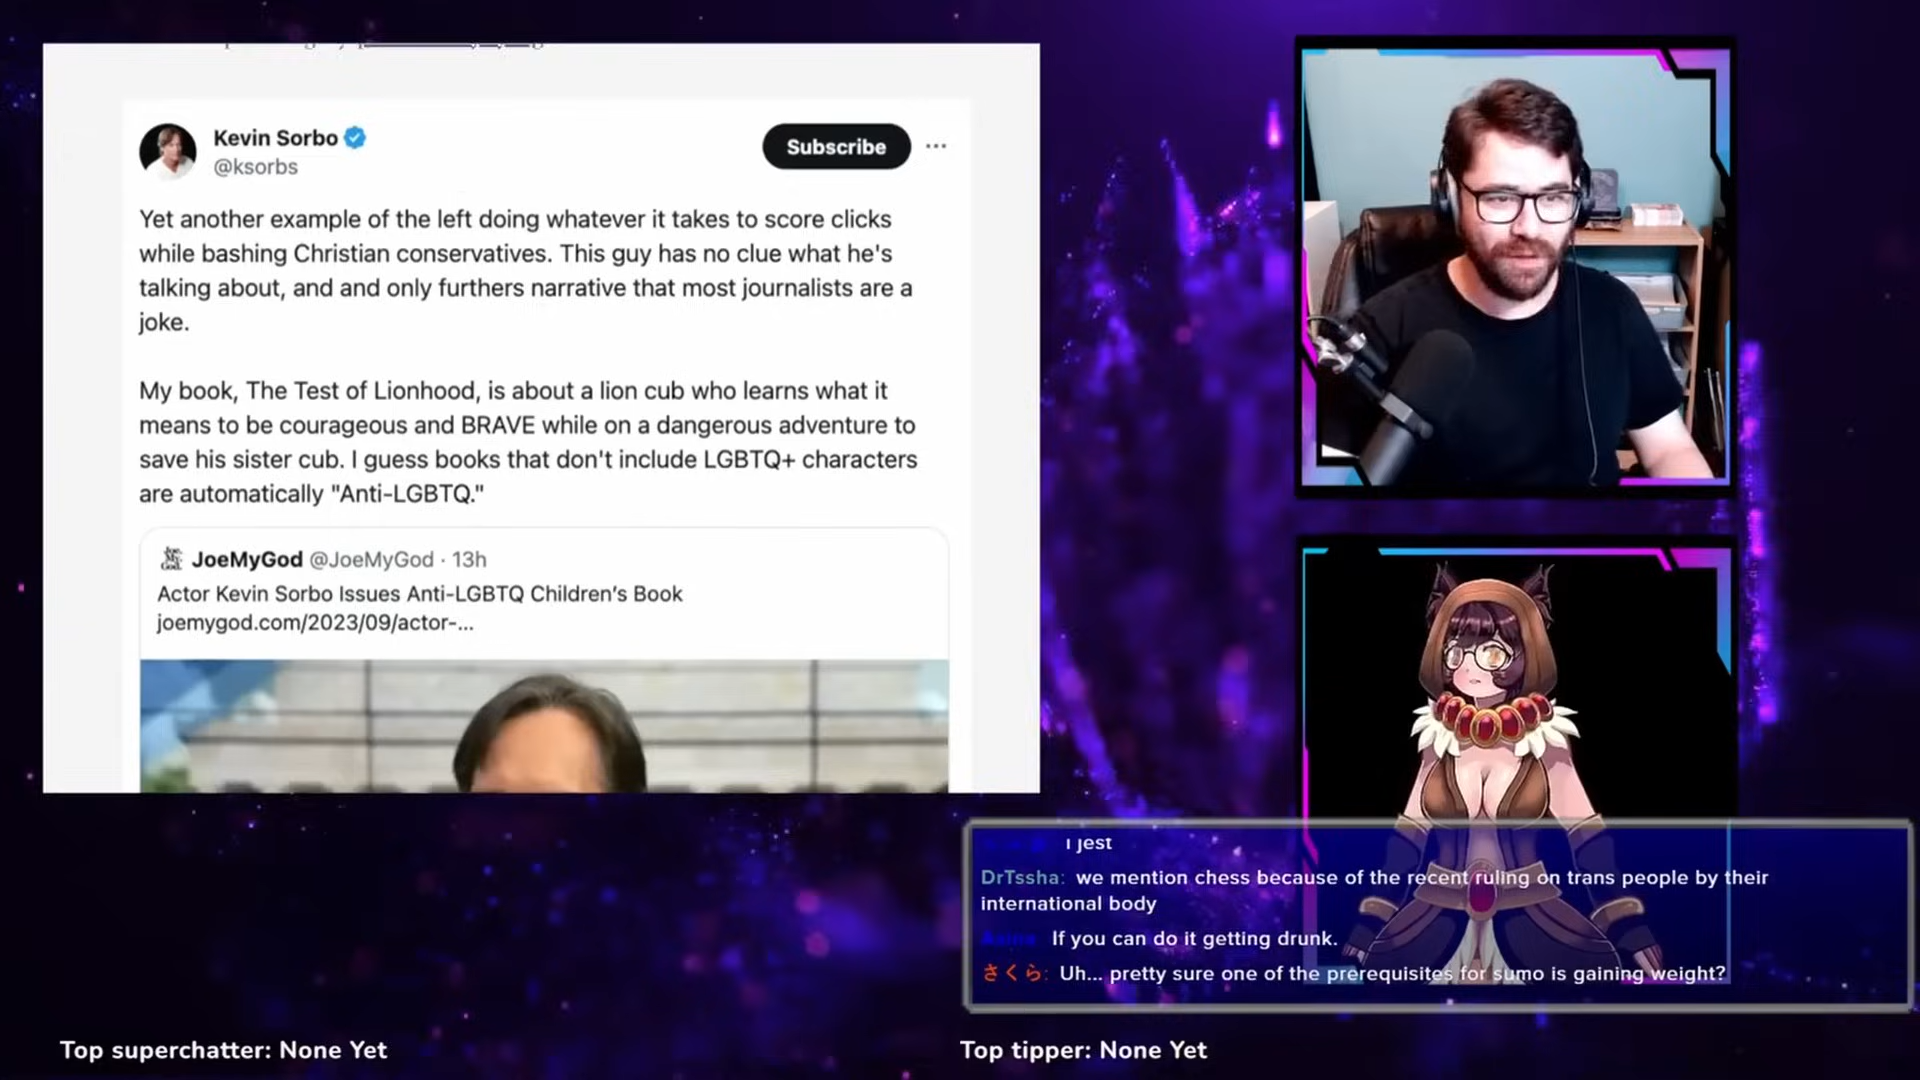 Kevin Sorbo
@ksorbs
Subscribe
Yet another example of the left doing whatever it takes to score clicks
while bashing Christian conservatives. This guy has no clue what he's
talking about, and and only furthers narrative that most journalists are a
joke.
My book, The Test of Lionhood, is about a lion cub who learns what it
means to be courageous and BRAVE while on a dangerous adventure to
save his sister cub. I guess books that don't include LGBTQ+ characters
are automatically "Anti-LGBTQ."
Joe.
My.
God.
JoeMyGod @JoeMyGod · 13h
Actor Kevin Sorbo Issues Anti-LGBTQ Children's Book
joemygod.com/2023/09/actor-...
I jest
DrTssha: we mention chess because of the recent ruling on trans people by their
international body
If you can do it getting drunk.
さくら: Uh... pretty sure one of the prerequisites for sumo is gaining weight?
Top superchatter: None Yet
Top tipper: None Yet